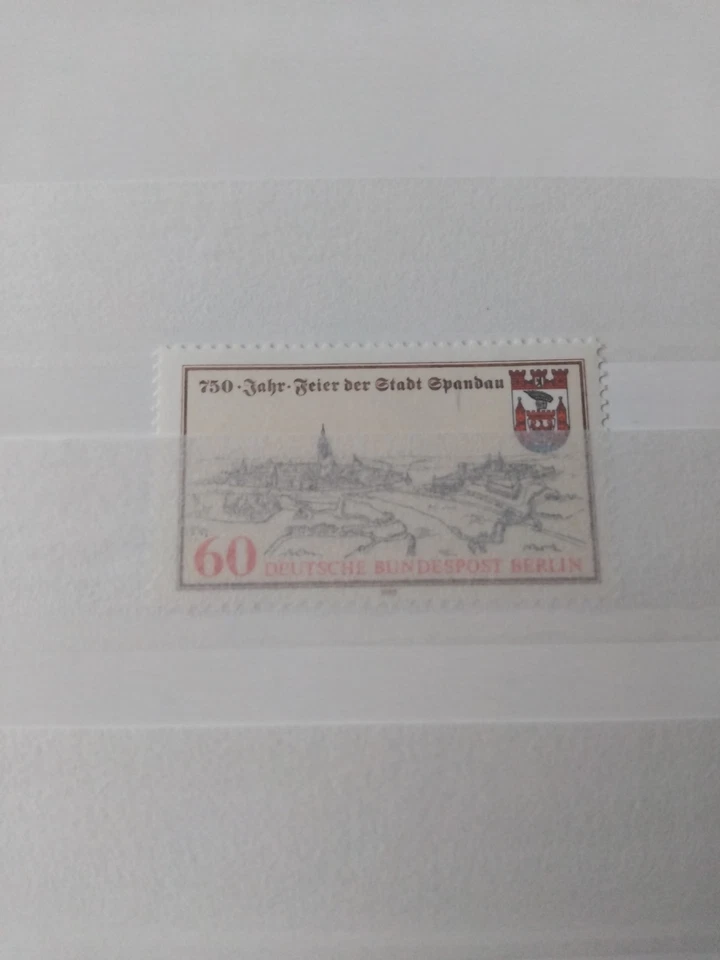 750·Jahr·Feier der Stadt Spandau
60 DEUTSCHE BUNDESPOST BERLIN